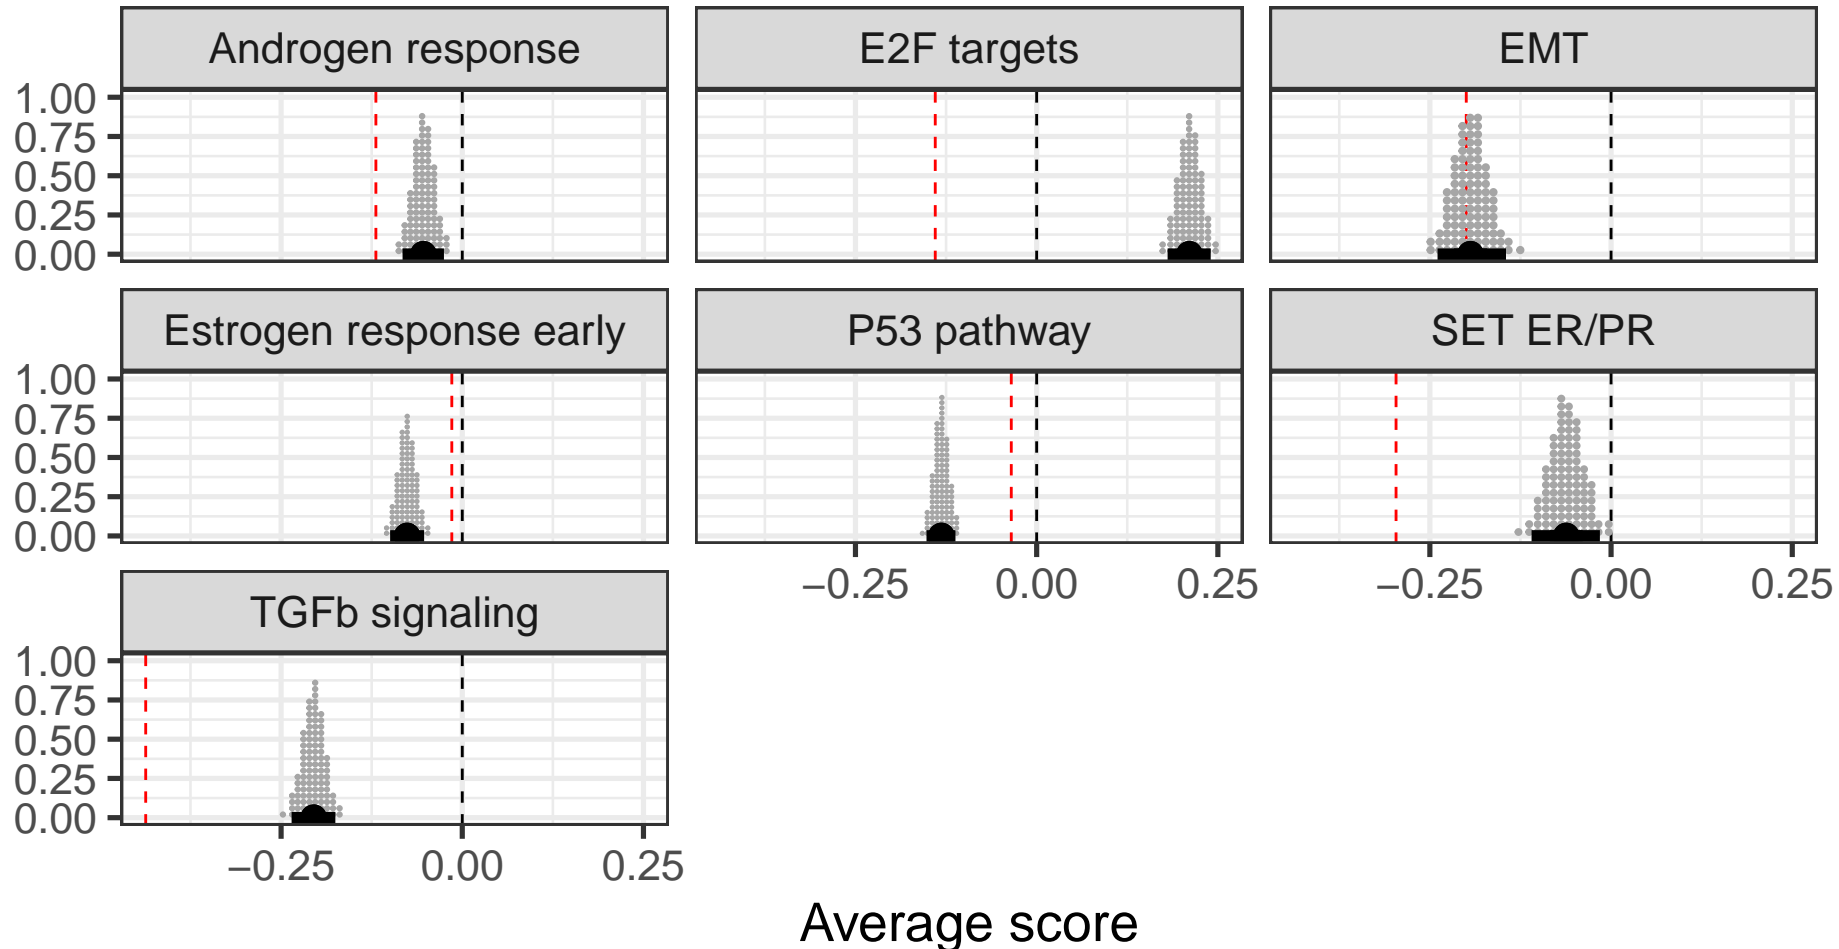 Androgen response
E2F targets
EMT
1.00
0.75
0.50
0.25
0.00
Estrogen response early
P53 pathway
SET ER/PR
1.00
0.75
0.50
0.25
0.00
−0.25 0.00 0.25
−0.25 0.00 0.25
TGFb signaling
1.00
0.75
0.50
0.25
0.00
−0.25 0.00 0.25
Average score